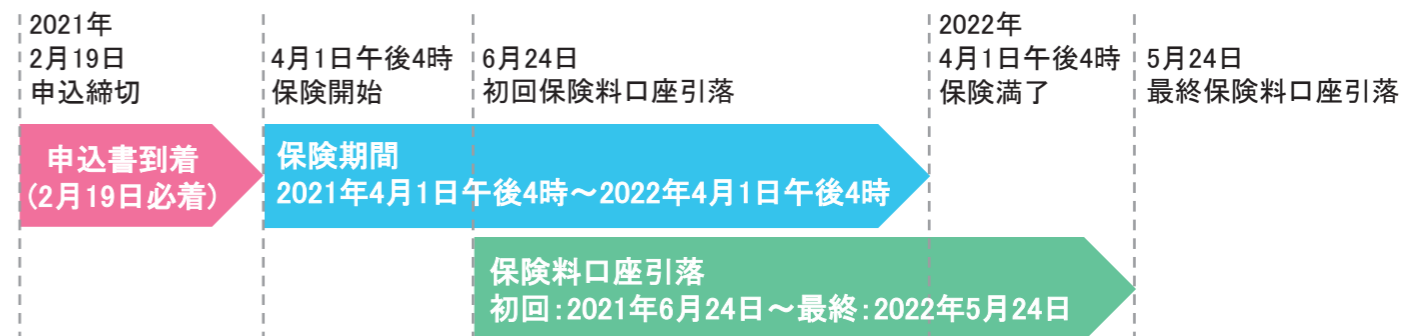 2021年
2月19日
申込締切
4月1日午後4時
保険開始
6月24日
初回保険料口座引落
2022年
4月1日午後4時
保険満了
5月24日
最終保険料口座引落
申込書到着
(2月19日必着)
保険期間
2021年4月1日午後4時～2022年4月1日午後4時
保険料口座引落
初回:2021年6月24日～最終:2022年5月24日